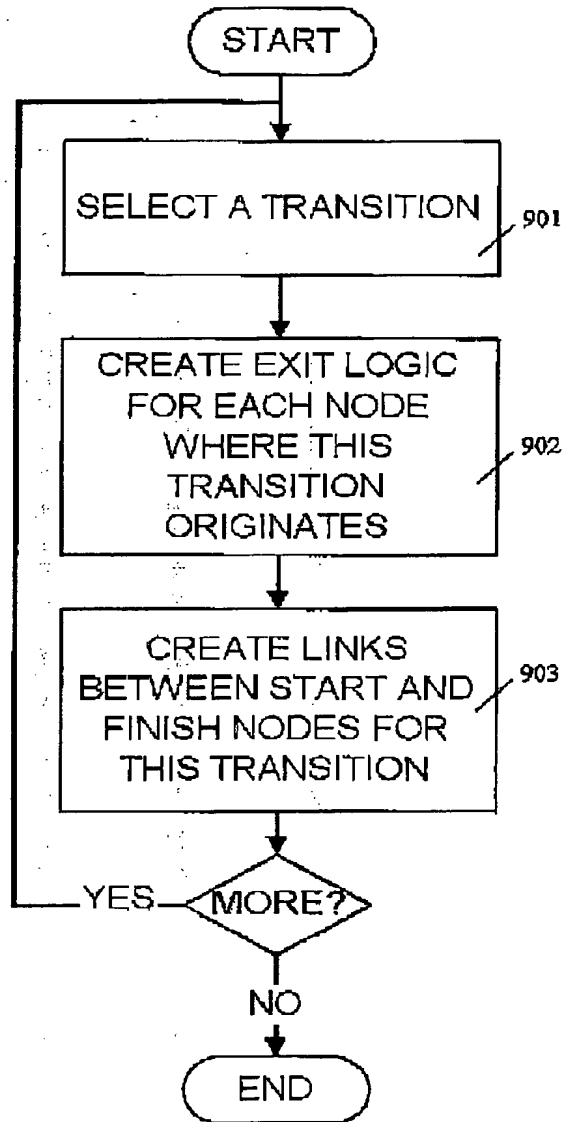 START
SELECT A TRANSITION
901
CREATE EXIT LOGIC
FOR EACH NODE
WHERE THIS
TRANSITION
ORIGINATES
902
CREATE LINKS
BETWEEN START AND
FINISH NODES FOR
THIS TRANSITION
903
YES
MORE?
NO
END